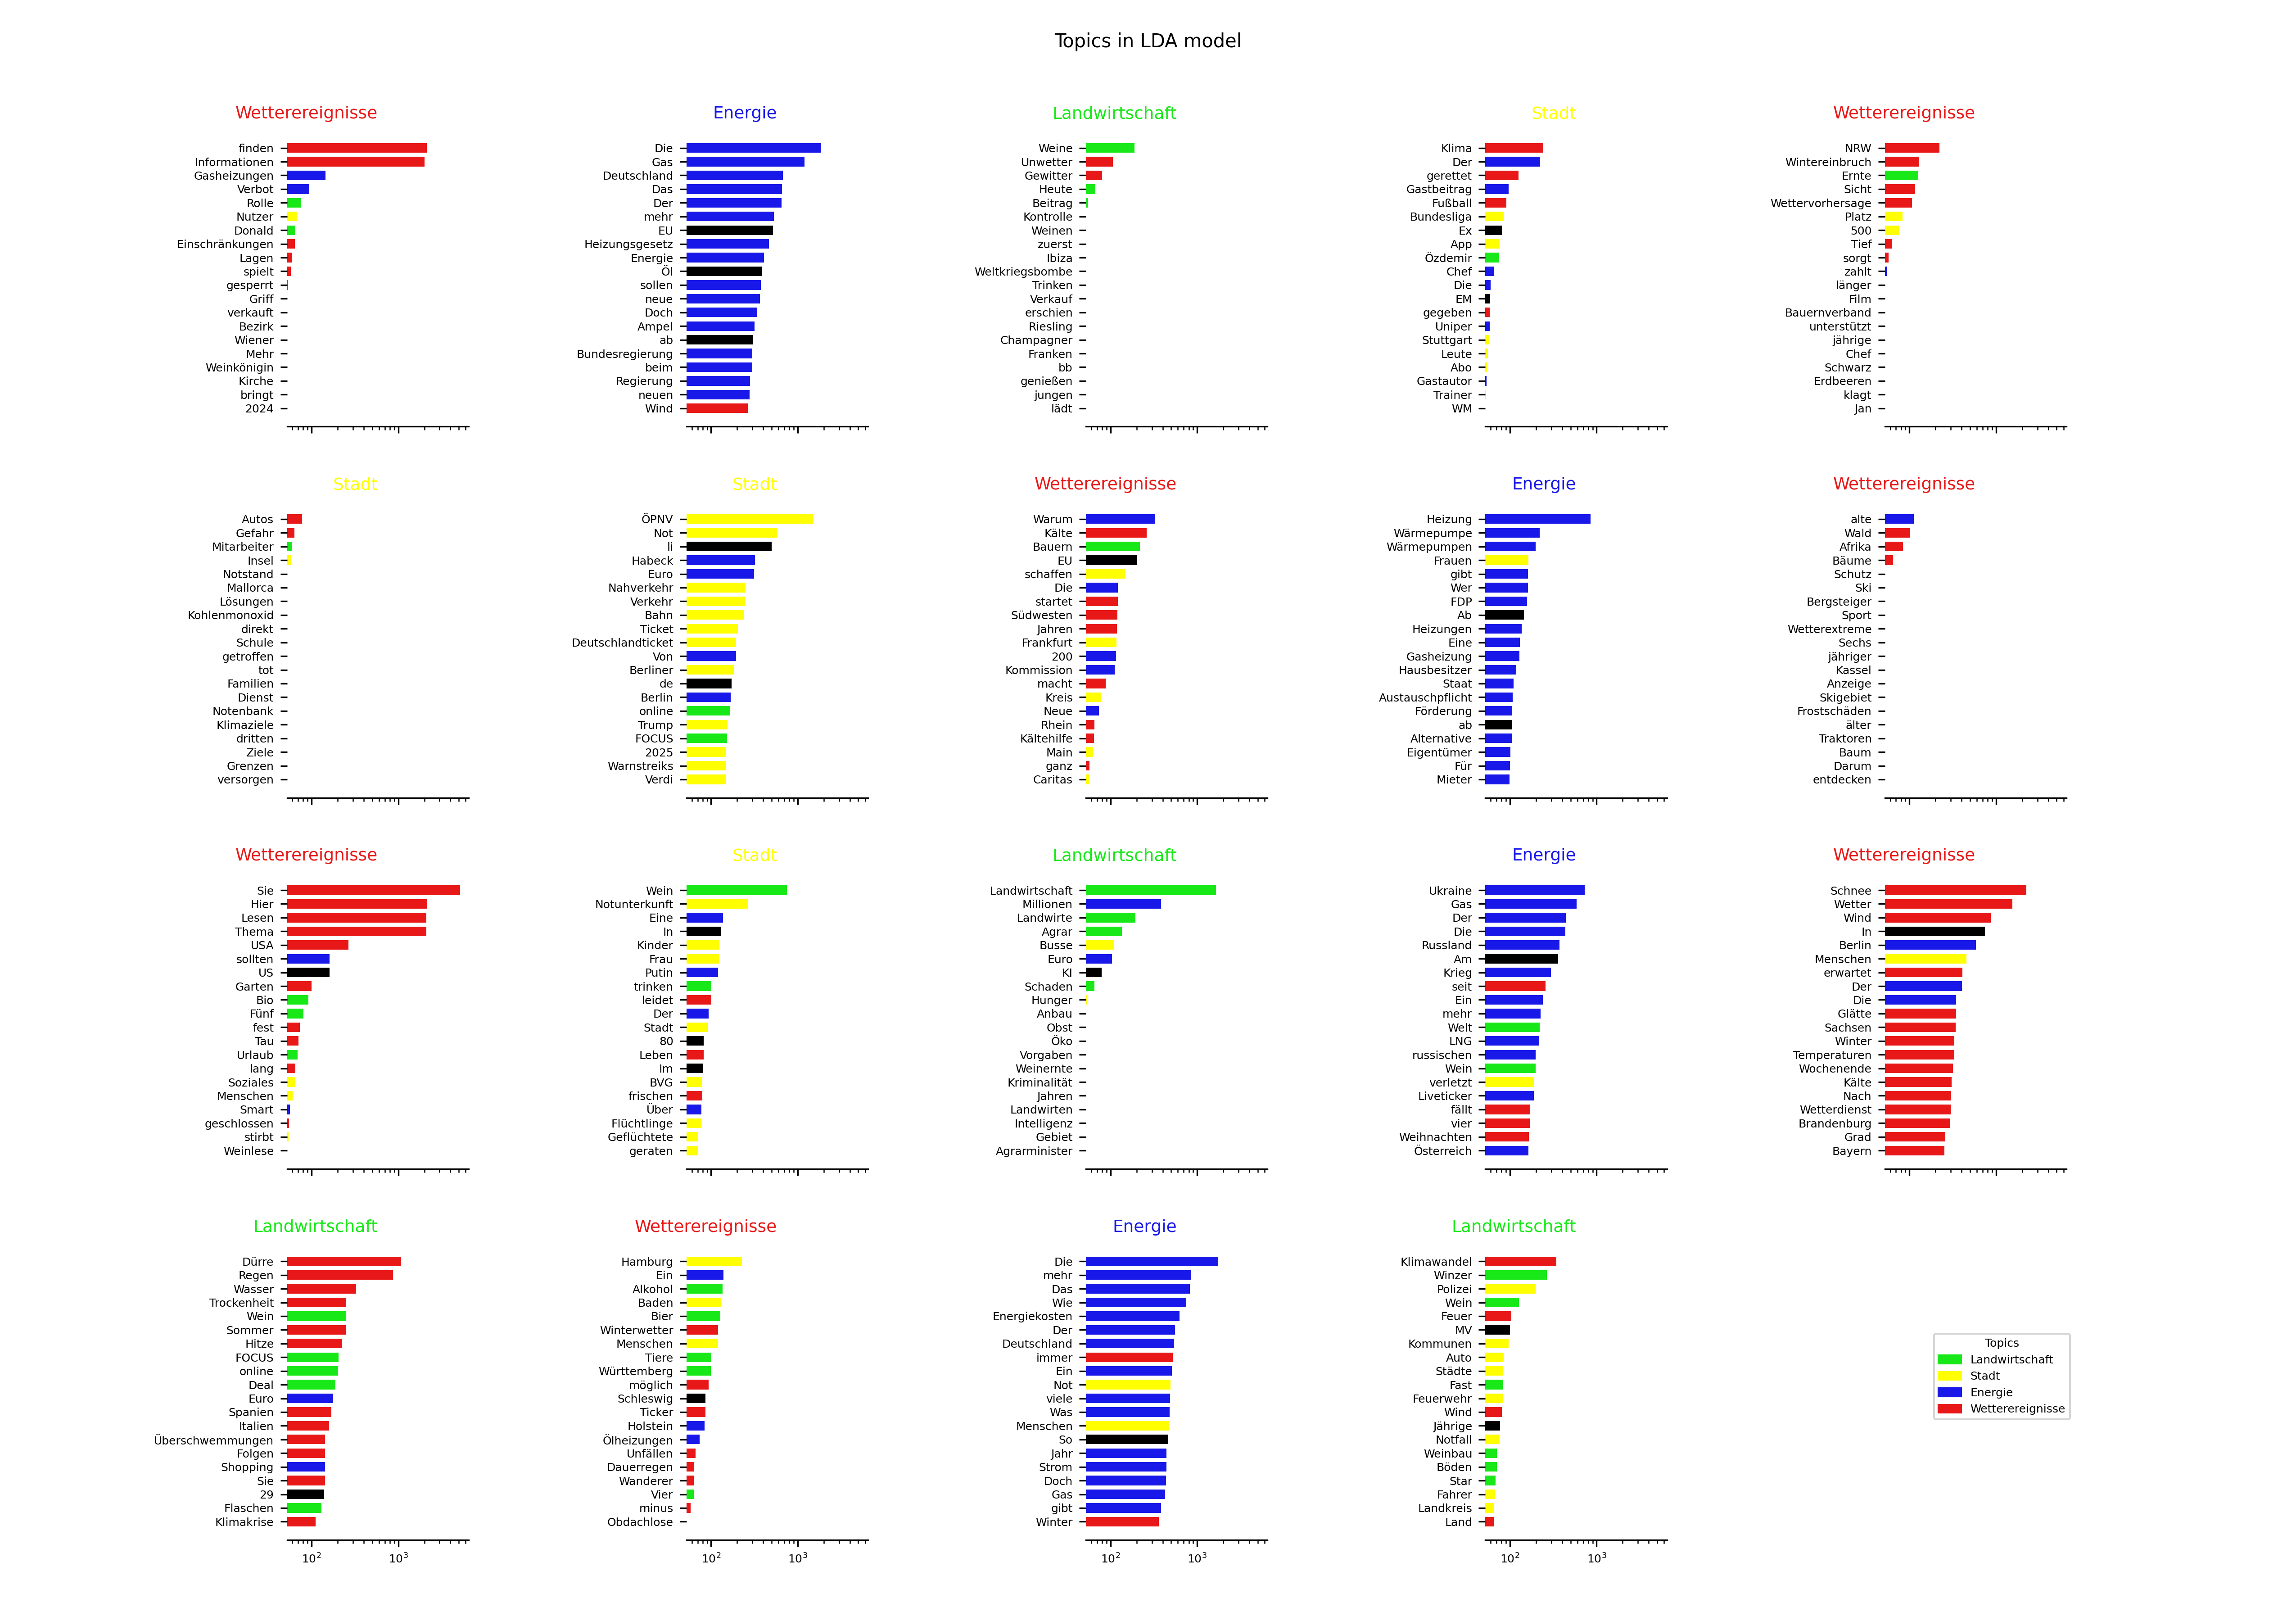 Topics in LDA model
Wetterereignisse
finden
Informationen
Gasheizungen
Verbot
Rolle
Nutzer
Donald
Einschränkungen
Lagen
spielt
gesperrt
Griff
verkauft
Bezirk
Wiener
Mehr
Weinkönigin
Kirche
bringt
2024
Energie
Die
Gas
Deutschland
Das
Der
mehr
EU
Heizungsgesetz
Energie
Öl
sollen
neue
Doch
Ampel
ab
Bundesregierung
beim
Regierung
neuen
Wind
Landwirtschaft
Weine
Unwetter
Gewitter
Heute
Beitrag
Kontrolle
Weinen
zuerst
Ibiza
Weltkriegsbombe
Trinken
Verkauf
erschien
Riesling
Champagner
Franken
bb
genießen
jungen
lädt
Stadt
Klima
Der
gerettet
Gastbeitrag
Fußball
Bundesliga
Ex
App
Özdemir
Chef
Die
EM
gegeben
Uniper
Stuttgart
Leute
Abo
Gastautor
Trainer
WM
Wetterereignisse
NRW
Wintereinbruch
Ernte
Sicht
Wettervorhersage
Platz
500
Tief
sorgt
zahlt
länger
Film
Bauernverband
unterstützt
jährige
Chef
Schwarz
Erdbeeren
klagt
Jan
Stadt
Autos
Gefahr
Mitarbeiter
Insel
Notstand
Mallorca
Lösungen
Kohlenmonoxid
direkt
Schule
getroffen
tot
Familien
Dienst
Notenbank
Klimaziele
dritten
Ziele
Grenzen
versorgen
Stadt
ÖPNV
Not
li
Habeck
Euro
Nahverkehr
Verkehr
Bahn
Ticket
Deutschlandticket
Von
Berliner
de
Berlin
online
Trump
FOCUS
2025
Warnstreiks
Verdi
Wetterereignisse
Warum
Kälte
Bauern
EU
schaffen
Die
startet
Südwesten
Jahren
Frankfurt
200
Kommission
macht
Kreis
Neue
Rhein
Kältehilfe
Main
ganz
Caritas
Energie
Heizung
Wärmepumpe
Wärmepumpen
Frauen
gibt
Wer
FDP
Ab
Heizungen
Eine
Gasheizung
Hausbesitzer
Staat
Austauschpflicht
Förderung
ab
Alternative
Eigentümer
Für
Mieter
Wetterereignisse
alte
Wald
Afrika
Bäume
Schutz
Ski
Bergsteiger
Sport
Wetterextreme
Sechs
jähriger
Kassel
Anzeige
Skigebiet
Frostschäden
älter
Traktoren
Baum
Darum
entdecken
Wetterereignisse
Sie
Hier
Lesen
Thema
USA
sollten
US
Garten
Bio
Fünf
fest
Tau
Urlaub
lang
Soziales
Menschen
Smart
geschlossen
stirbt
Weinlese
Stadt
Wein
Notunterkunft
Eine
In
Kinder
Frau
Putin
trinken
leidet
Der
Stadt
80
Leben
Im
BVG
frischen
Über
Flüchtlinge
Geflüchtete
geraten
Landwirtschaft
Landwirtschaft
Millionen
Landwirte
Agrar
Busse
Euro
KI
Schaden
Hunger
Anbau
Obst
Öko
Vorgaben
Weinernte
Kriminalität
Jahren
Landwirten
Intelligenz
Gebiet
Agrarminister
Energie
Ukraine
Gas
Der
Die
Russland
Am
Krieg
seit
Ein
mehr
Welt
LNG
russischen
Wein
verletzt
Liveticker
fällt
vier
Weihnachten
Österreich
Wetterereignisse
Schnee
Wetter
Wind
In
Berlin
Menschen
erwartet
Der
Die
Glätte
Sachsen
Winter
Temperaturen
Wochenende
Kälte
Nach
Wetterdienst
Brandenburg
Grad
Bayern
Landwirtschaft
Dürre
Regen
Wasser
Trockenheit
Wein
Sommer
Hitze
FOCUS
online
Deal
Euro
Spanien
Italien
Überschwemmungen
Folgen
Shopping
Sie
29
Flaschen
Klimakrise
10² 10³
Wetterereignisse
Hamburg
Ein
Alkohol
Baden
Bier
Winterwetter
Menschen
Tiere
Württemberg
möglich
Schleswig
Ticker
Holstein
Ölheizungen
Unfällen
Dauerregen
Wanderer
Vier
minus
Obdachlose
10² 10³
Energie
Die
mehr
Das
Wie
Energiekosten
Der
Deutschland
immer
Ein
Not
viele
Was
Menschen
So
Jahr
Strom
Doch
Gas
gibt
Winter
10² 10³
Landwirtschaft
Klimawandel
Winzer
Polizei
Wein
Feuer
MV
Kommunen
Auto
Städte
Fast
Feuerwehr
Wind
Jährige
Notfall
Weinbau
Böden
Star
Fahrer
Landkreis
Land
10² 10³
Topics
Landwirtschaft
Stadt
Energie
Wetterereignisse